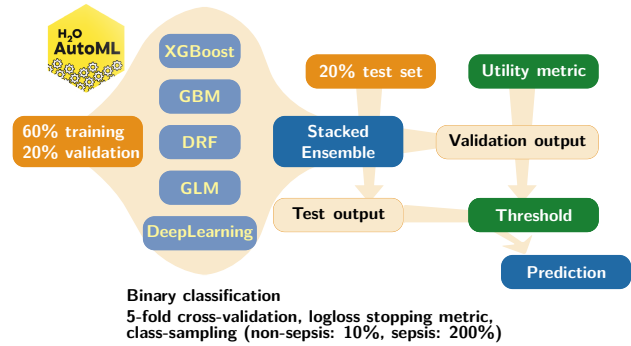 H2O
AutoML
XGBoost
GBM
DRF
GLM
DeepLearning
60% training
20% validation
20% test set
Utility metric
Stacked
Ensemble
Validation output
Test output
Threshold
Prediction
Binary classification
5-fold cross-validation, logloss stopping metric,
class-sampling (non-sepsis: 10%, sepsis: 200%)